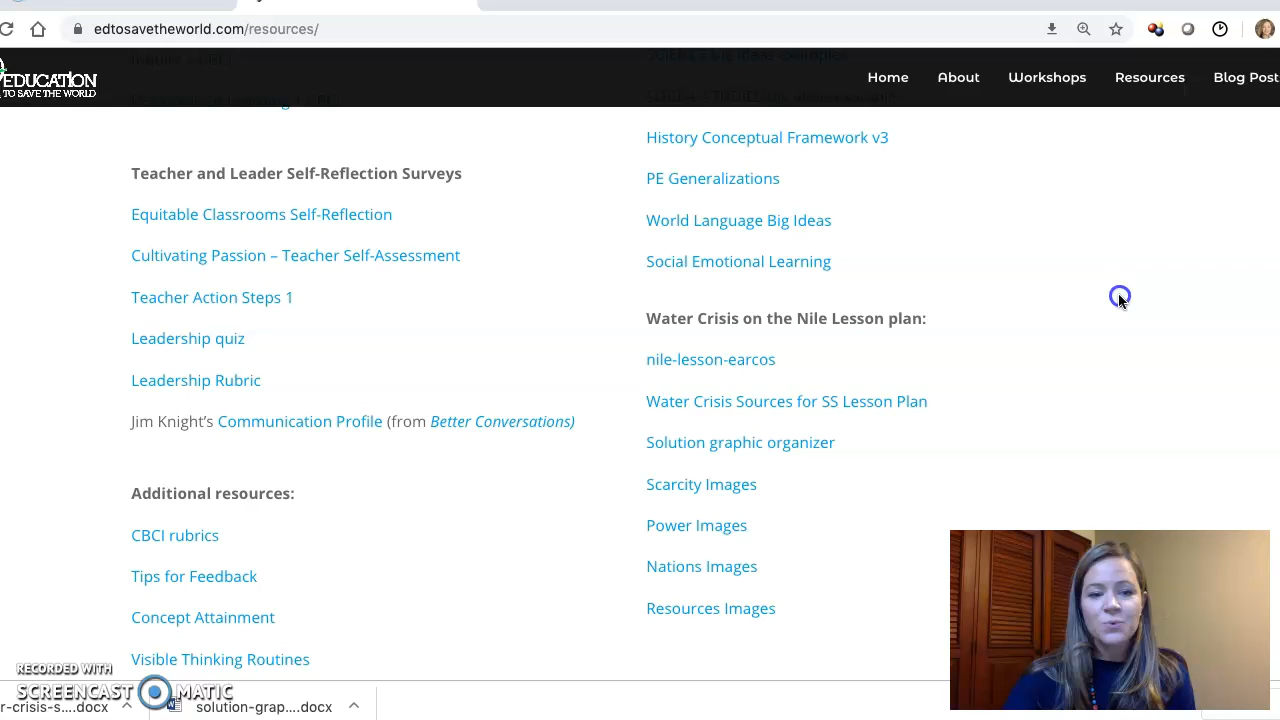 edtosavetheworld.com/resources/
EDUCATION
TO SAVE THE WORLD
Home About Workshops Resources Blog Post
History Conceptual Framework v3
Teacher and Leader Self-Reflection Surveys
PE Generalizations
Equitable Classrooms Self-Reflection
World Language Big Ideas
Cultivating Passion – Teacher Self-Assessment
Social Emotional Learning
Teacher Action Steps 1
Water Crisis on the Nile Lesson plan:
Leadership quiz
nile-lesson-earcos
Leadership Rubric
Water Crisis Sources for SS Lesson Plan
Jim Knight's Communication Profile (from Better Conversations)
Solution graphic organizer
Additional resources:
Scarcity Images
CBCI rubrics
Power Images
Tips for Feedback
Nations Images
Concept Attainment
Resources Images
Visible Thinking Routines
RECORDED WITH
SCREENCAST MATIC
r-crisis-s....docx
solution-grap....docx